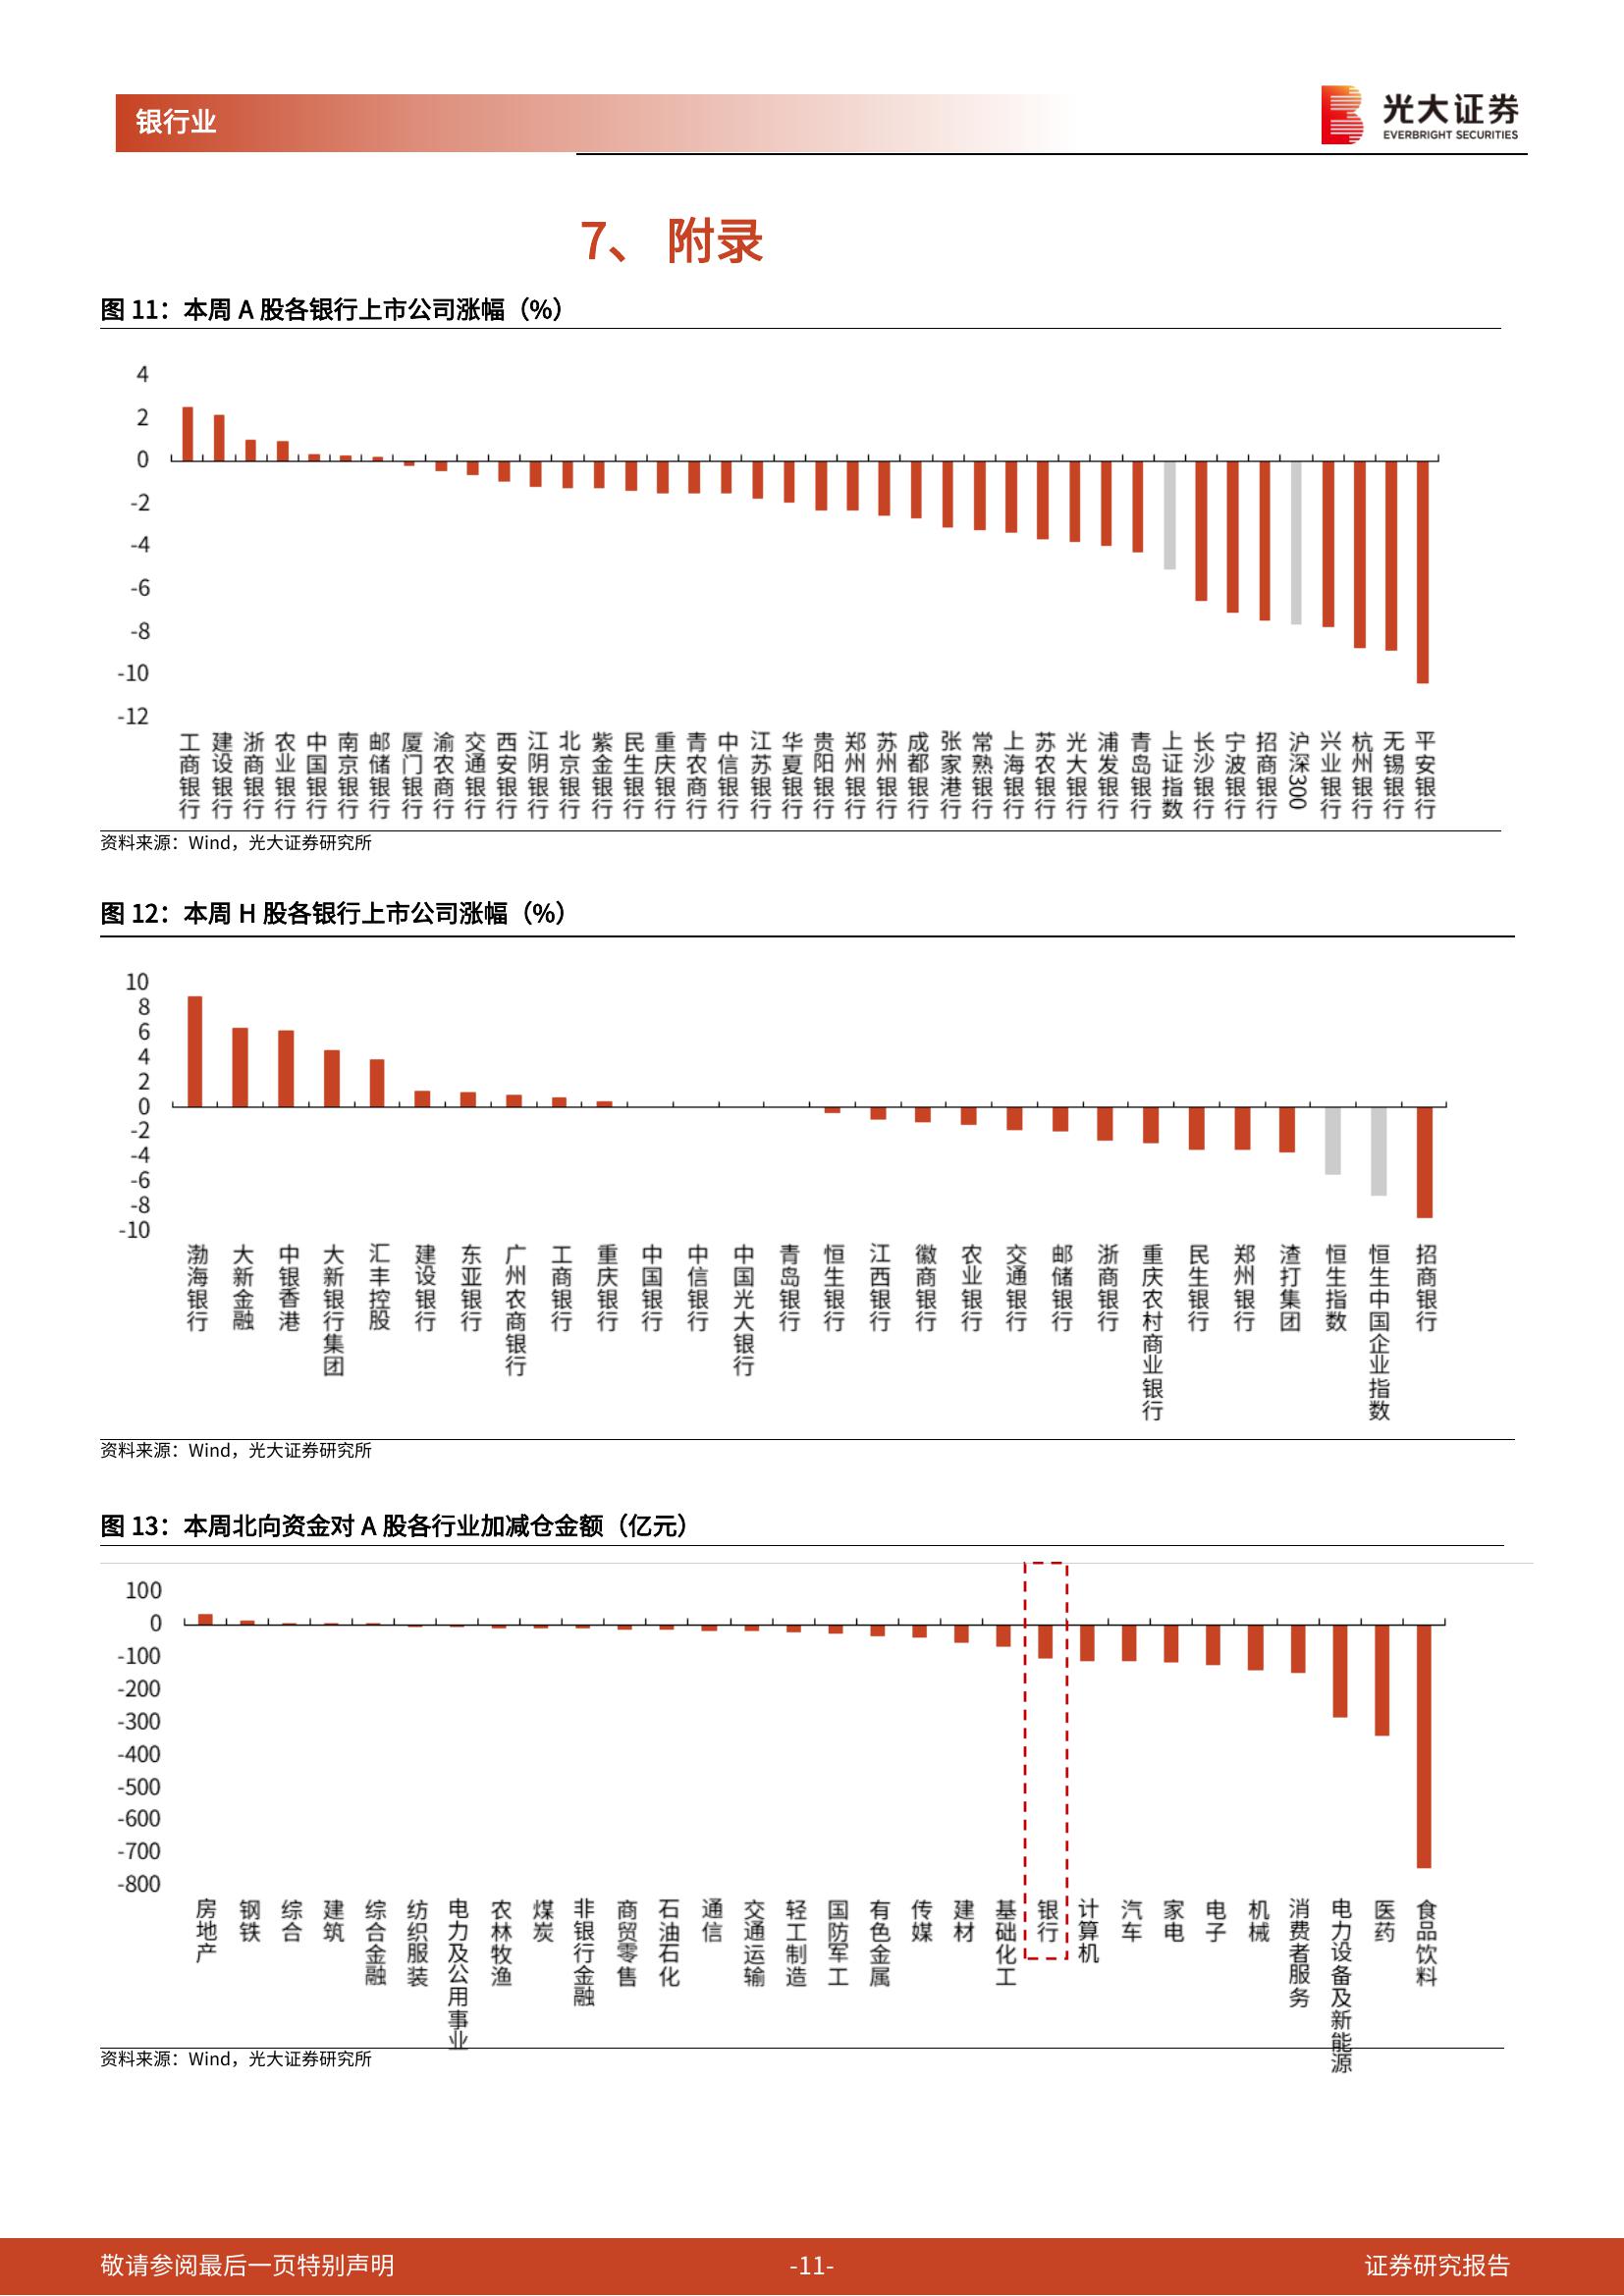 银行业
光大证券
EVERBRIGHT SECURITIES
7、 附录
图 11：本周 A 股各银行上市公司涨幅（%）
4
2
0
-2
-4
-6
-8
-10
-12
工商银行
建设银行
浙商银行
农业银行
中国银行
南京银行
邮储银行
厦门银行
渝农商行
交通银行
西安银行
江阴银行
北京银行
紫金银行
民生银行
重庆银行
青农商行
中信银行
江苏银行
华夏银行
贵阳银行
郑州银行
苏州银行
成都银行
张家港行
常熟银行
上海银行
苏农银行
光大银行
浦发银行
青岛银行
上证指数
长沙银行
宁波银行
招商银行
沪深300
兴业银行
杭州银行
无锡银行
平安银行
资料来源：Wind，光大证券研究所
图 12：本周 H 股各银行上市公司涨幅（%）
10
8
6
4
2
0
-2
-4
-6
-8
-10
渤海银行
大新金融
中银香港
大新银行集团
汇丰控股
建设银行
东亚银行
广州农商银行
工商银行
重庆银行
中国银行
中信银行
中国光大银行
青岛银行
恒生银行
江西银行
徽商银行
农业银行
交通银行
邮储银行
浙商银行
重庆农村商业银行
民生银行
郑州银行
渣打集团
恒生指数
恒生中国企业指数
招商银行
资料来源：Wind，光大证券研究所
图 13：本周北向资金对 A 股各行业加减仓金额（亿元）
100
0
-100
-200
-300
-400
-500
-600
-700
-800
房地产
钢铁
综合
建筑
综合金融
纺织服装
电力及公用事业
农林牧渔
煤炭
非银行金融
商贸零售
石油石化
通信
交通运输
轻工制造
国防军工
有色金属
传媒
建材
基础化工
银行
计算机
汽车
家电
电子
机械
消费者服务
电力设备及新能源
医药
食品饮料
资料来源：Wind，光大证券研究所
敬请参阅最后一页特别声明
-11-
证券研究报告